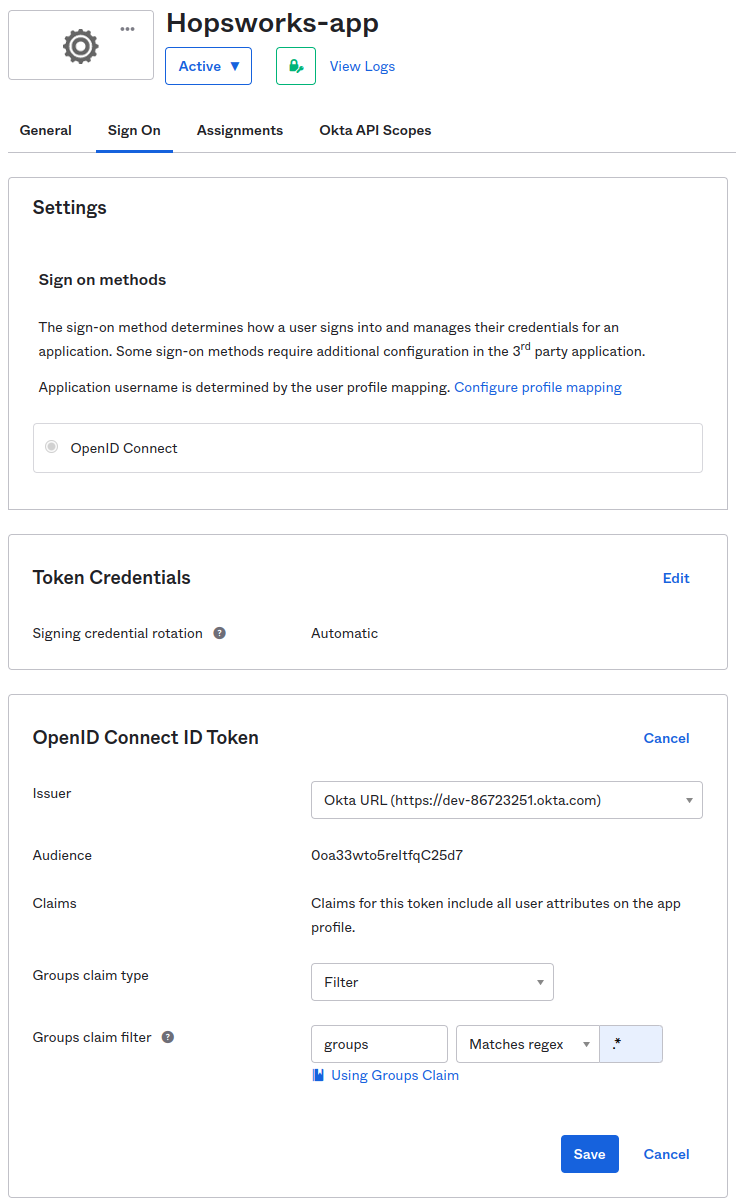 Hopsworks-app
Active ▼
View Logs
General
Sign On
Assignments
Okta API Scopes
Settings
Sign on methods
The sign-on method determines how a user signs into and manages their credentials for an
application. Some sign-on methods require additional configuration in the 3rd party application.
Application username is determined by the user profile mapping. Configure profile mapping
OpenID Connect
Token Credentials
Edit
Signing credential rotation ?
Automatic
OpenID Connect ID Token
Cancel
Issuer
Okta URL (https://dev-86723251.okta.com)
Audience
0oa33wto5reItfqC25d7
Claims
Claims for this token include all user attributes on the app
profile.
Groups claim type
Filter
Groups claim filter ?
groups
Matches regex
.*
Using Groups Claim
Save
Cancel